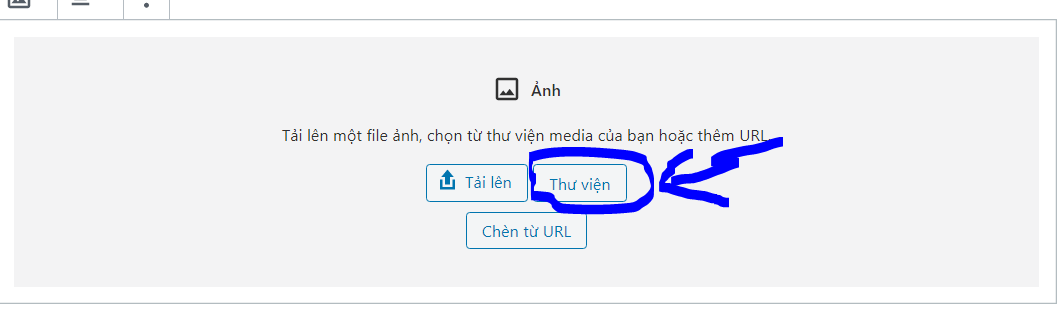 Ảnh
Tải lên một file ảnh, chọn từ thư viện media của bạn hoặc thêm URL
Tải lên
Thư viện
Chèn từ URL